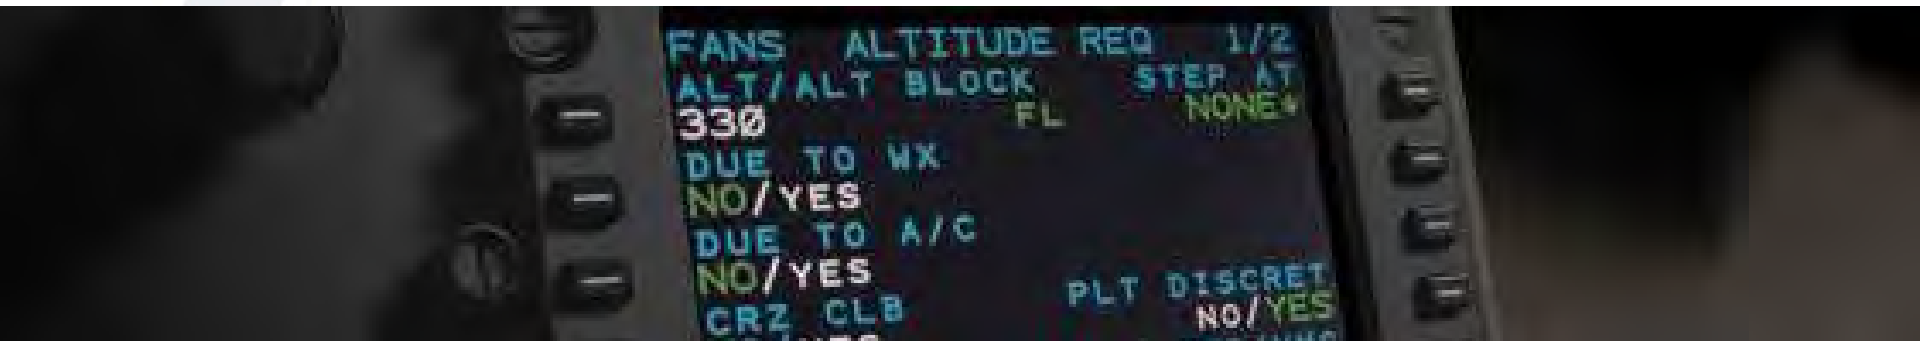 FANS ALTITUDE REQ 1/2
ALT/ALT BLOCK STEP AT
330 FL NONE
DUE TO WX
NO/YES
DUE TO A/C
NO/YES
PLT DISCRET
CRZ CLB NO/YES